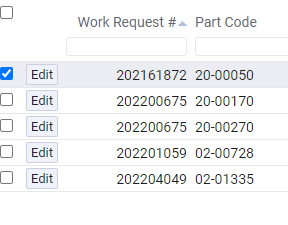 Work Request # Part Code
Edit 202161872 20-00050
Edit 202200675 20-00170
Edit 202200675 20-00270
Edit 202201059 02-00728
Edit 202204049 02-01335